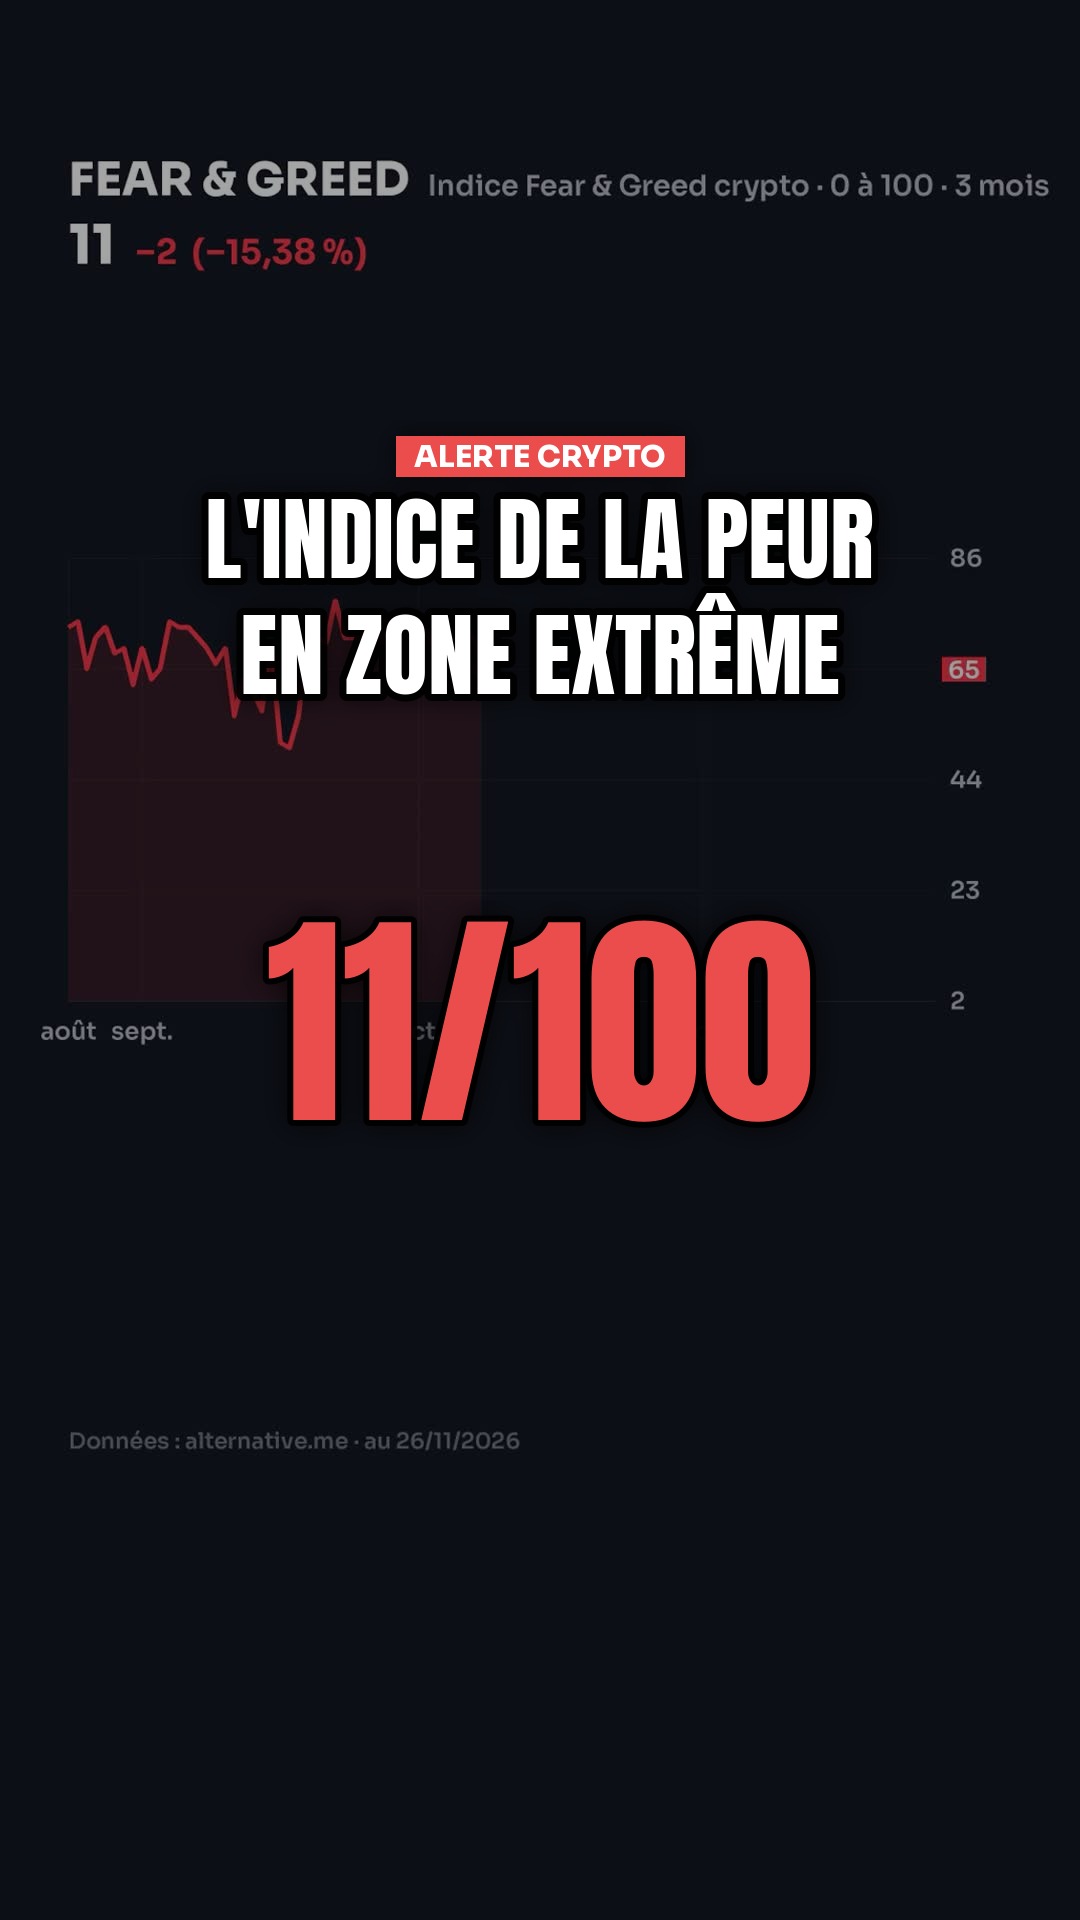 FEAR & GREED Indice Fear & Greed crypto · 0 à 100 · 3 mois
11 −2 (−15,38 %)
ALERTE CRYPTO
L'INDICE DE LA PEUR
EN ZONE EXTRÊME
86
65
44
23
2
11/100
août sept.
Données : alternative.me · au 26/11/2026